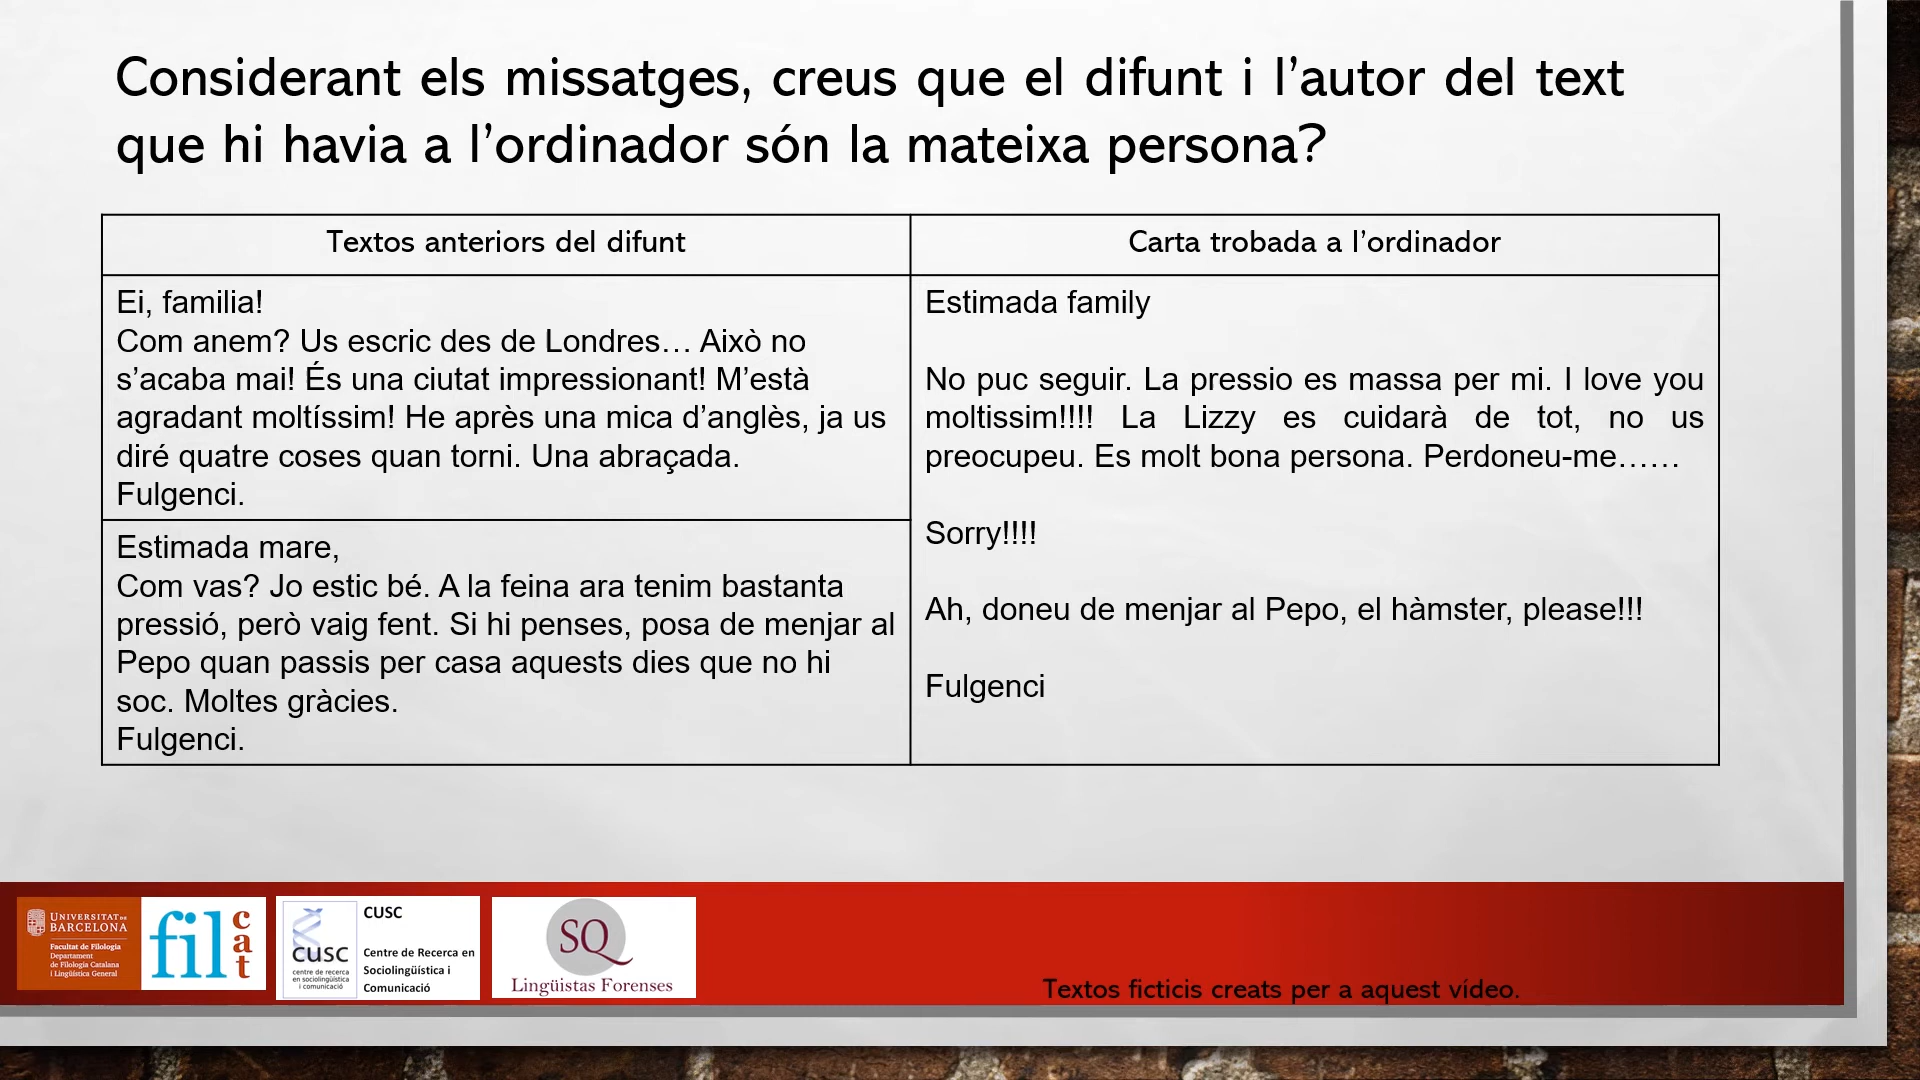 Considerant els missatges, creus que el difunt i l’autor del text
que hi havia a l’ordinador són la mateixa persona?
Textos anteriors del difunt
Ei, familia!
Com anem? Us escric des de Londres… Això no
s’acaba mai! És una ciutat impressionant! M’està
agradant moltíssim! He après una mica d’anglès, ja us
diré quatre coses quan torni. Una abraçada.
Fulgenci.
Estimada mare,
Com vas? Jo estic bé. A la feina ara tenim bastanta
pressió, però vaig fent. Si hi penses, posa de menjar al
Pepo quan passis per casa aquests dies que no hi
soc. Moltes gràcies.
Fulgenci.
Carta trobada a l’ordinador
Estimada family
No puc seguir. La pressio es massa per mi. I love you
moltissim!!!! La Lizzy es cuidarà de tot, no us
preocupeu. Es molt bona persona. Perdoneu-me……
Sorry!!!!
Ah, doneu de menjar al Pepo, el hàmster, please!!!
Fulgenci
UNIVERSITAT DE
BARCELONA
Facultat de Filologia
Departament
de Filologia Catalana
i Lingüística General
fil
cat
CUSC
centre de recerca
en sociolingüística
i comunicació
CUSC
Centre de Recerca en
Sociolingüística i
Comunicació
SQ
Lingüistas Forenses
Textos ficticis creats per a aquest vídeo.